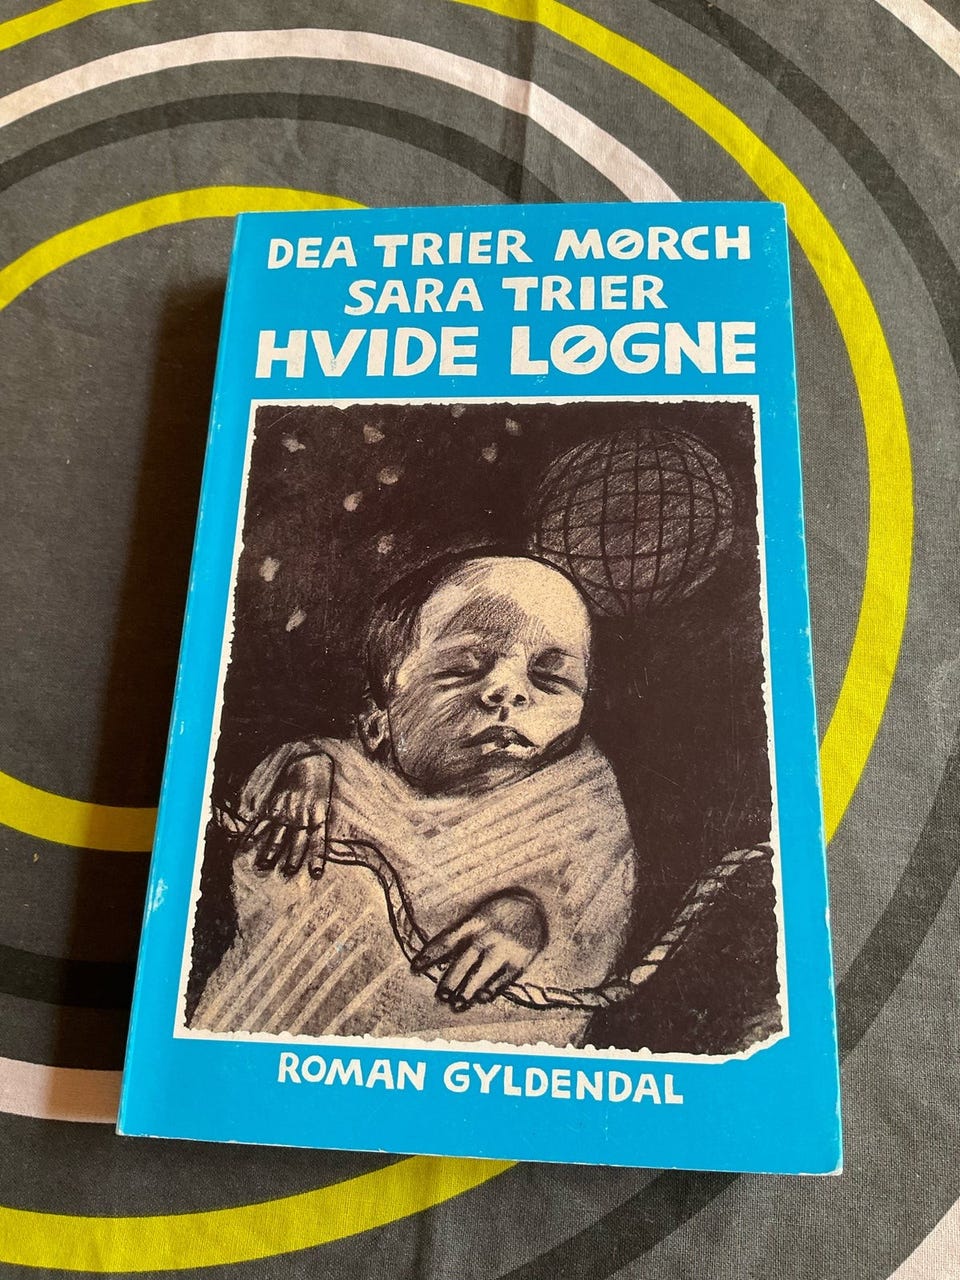 DEA TRIER MØRCH
SARA TRIER
HVIDE LØGNE
ROMAN GYLDENDAL